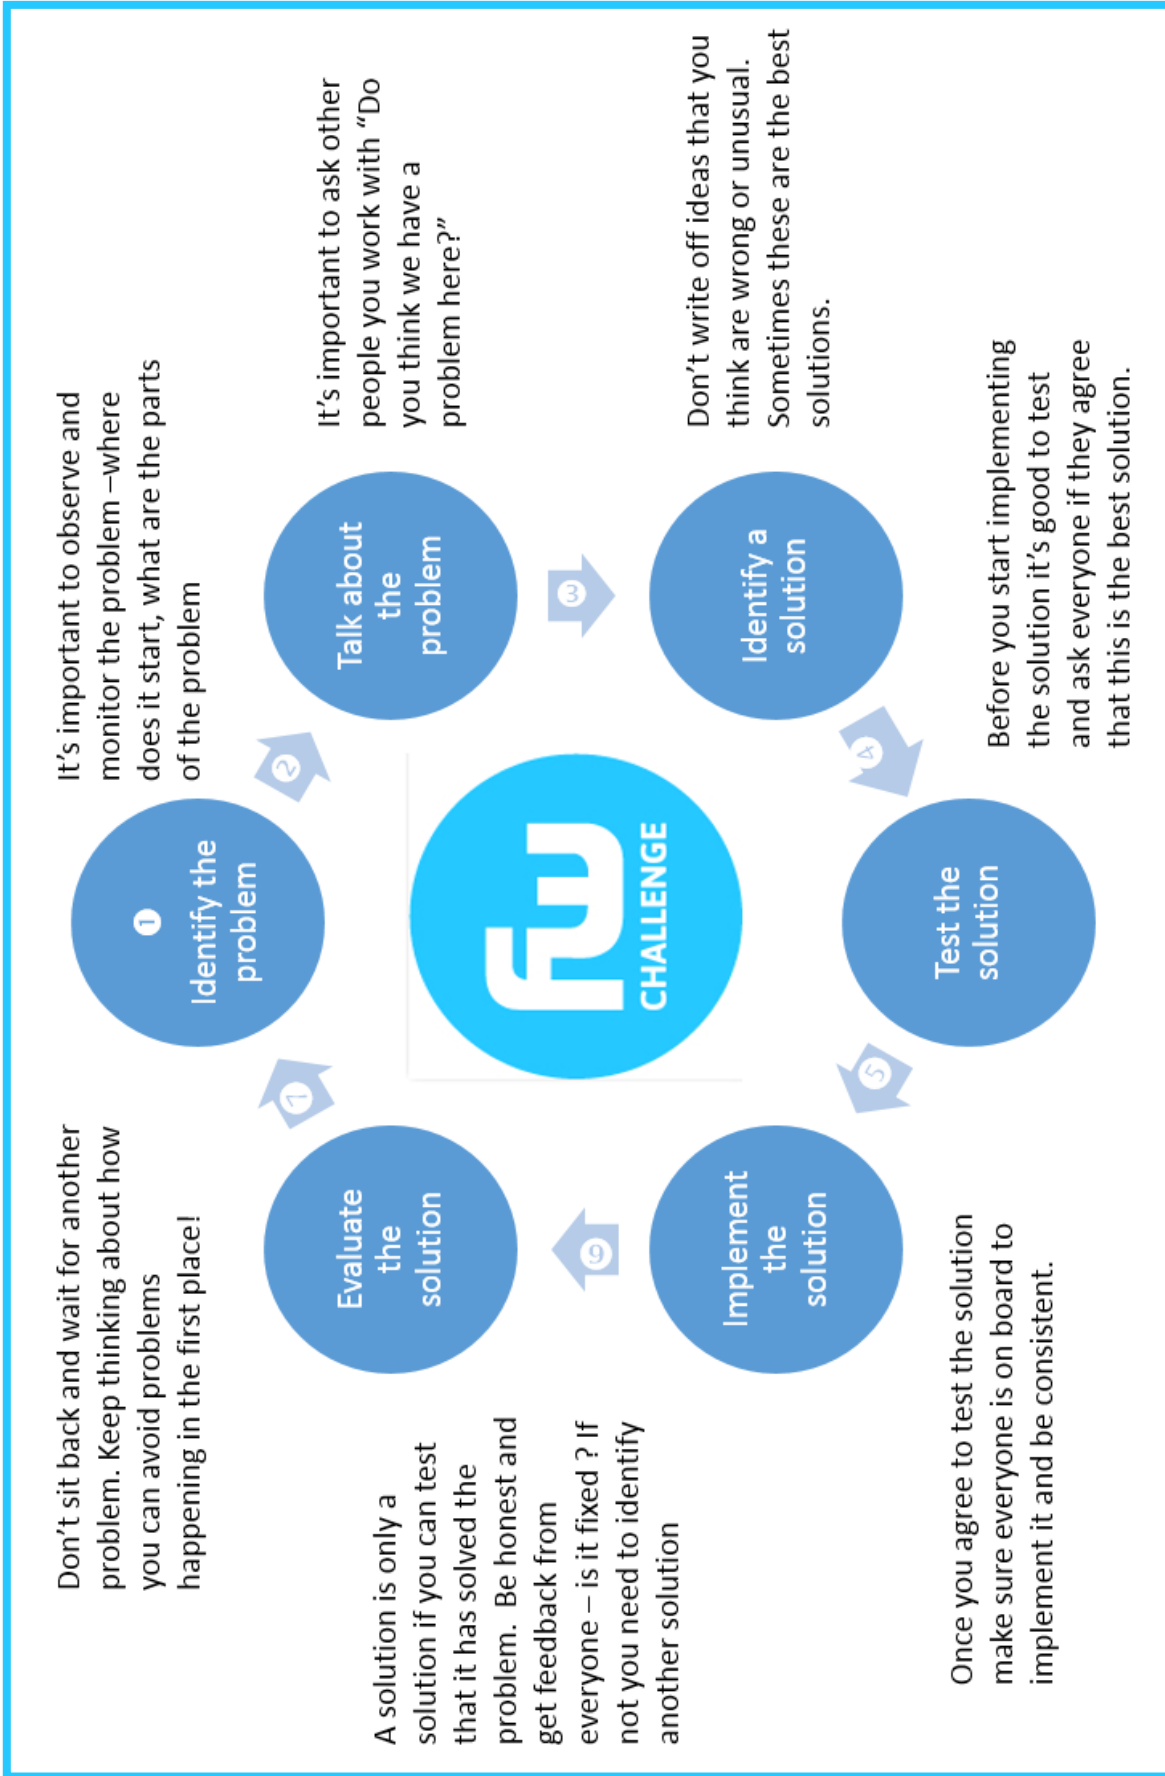 Don’t sit back and wait for another
problem. Keep thinking about how
you can avoid problems
happening in the first place!
It’s important to observe and
monitor the problem –where
does it start, what are the parts
of the problem
1
Identify the
problem
2
It’s important to ask other
people you work with “Do
you think we have a
problem here?”
Talk about
the
problem
3
Don’t write off ideas that you
think are wrong or unusual.
Sometimes these are the best
solutions.
Identify a
solution
4
Before you start implementing
the solution it’s good to test
and ask everyone if they agree
that this is the best solution.
Test the
solution
5
Once you agree to test the solution
make sure everyone is on board to
implement it and be consistent.
Implement
the
solution
6
A solution is only a
solution if you can test
that it has solved the
problem.  Be honest and
get feedback from
everyone – is it fixed ? If
not you need to identify
another solution
Evaluate
the
solution
7
fw
CHALLENGE